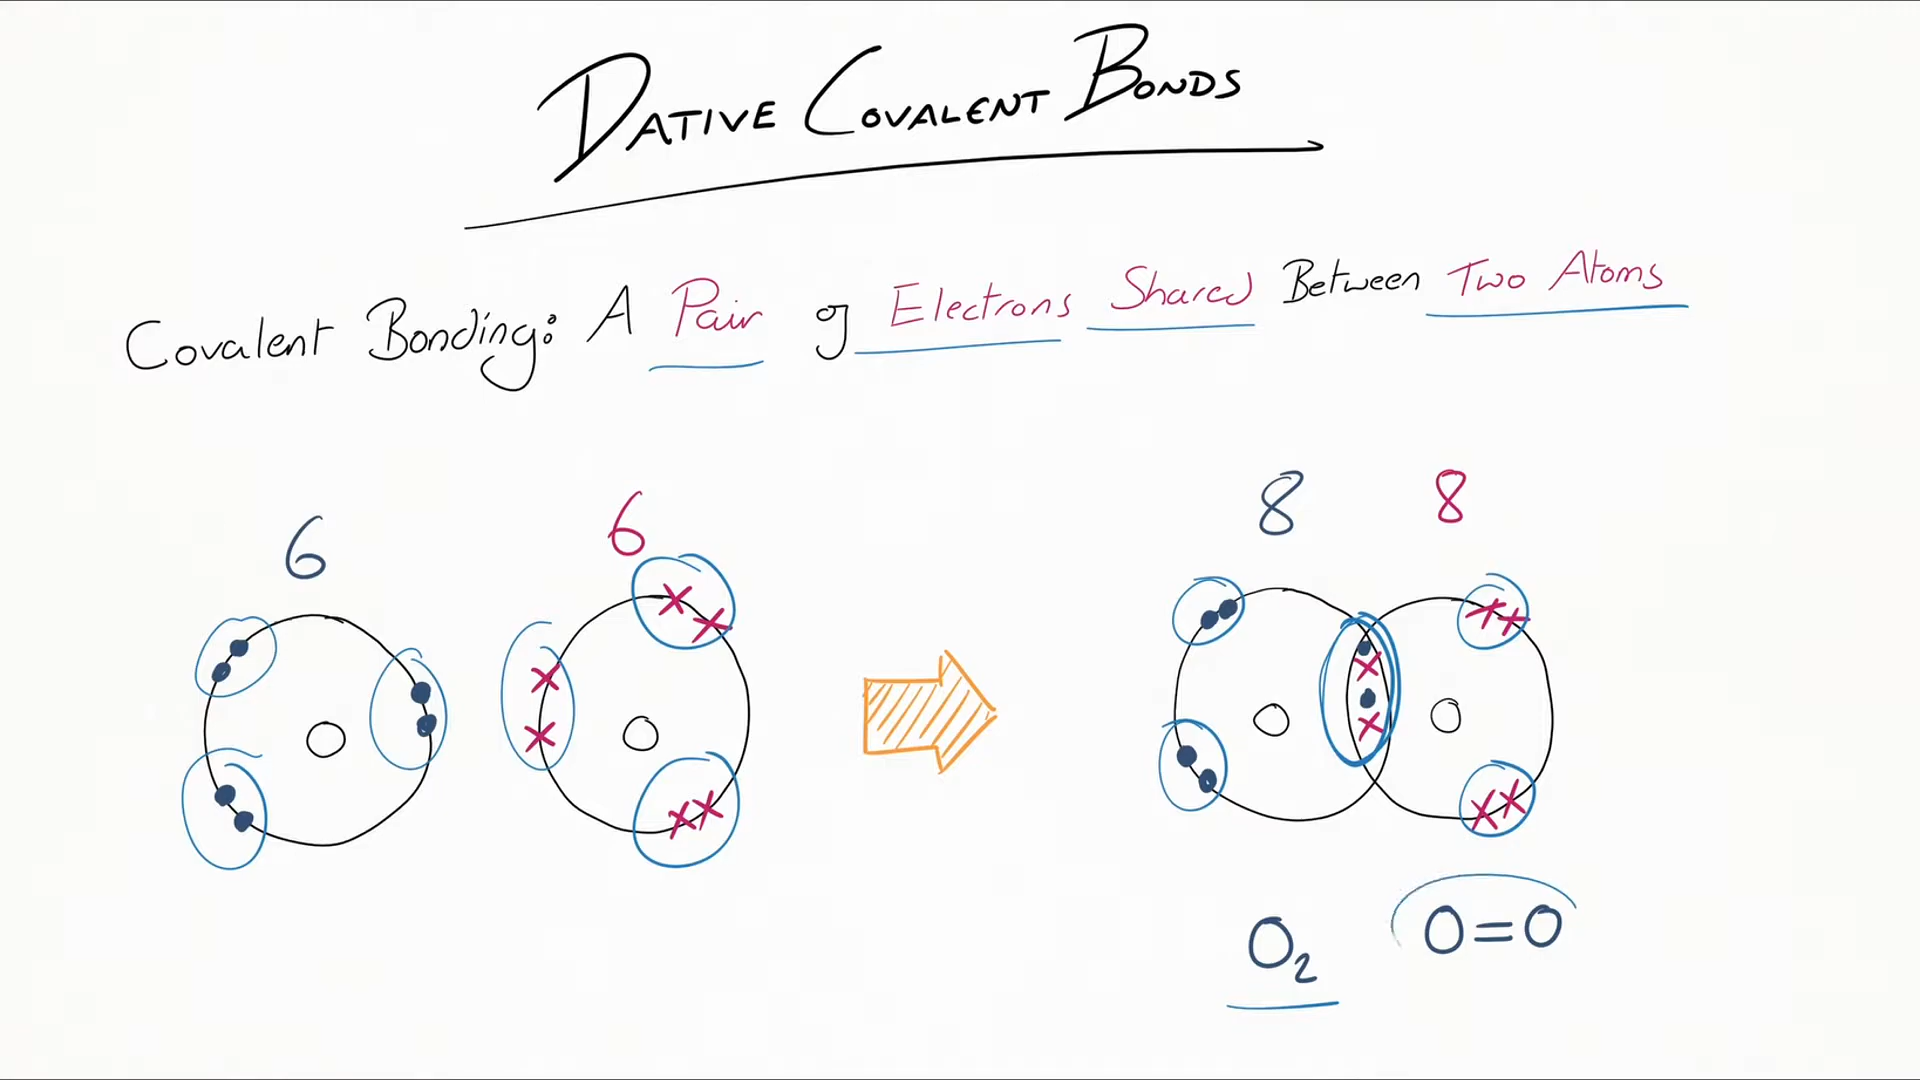 DATIVE COVALENT BONDS
Covalent Bonding: A Pair of Electrons Shared Between Two Atoms
6 6 8 8
O O O O
O₂ O=O